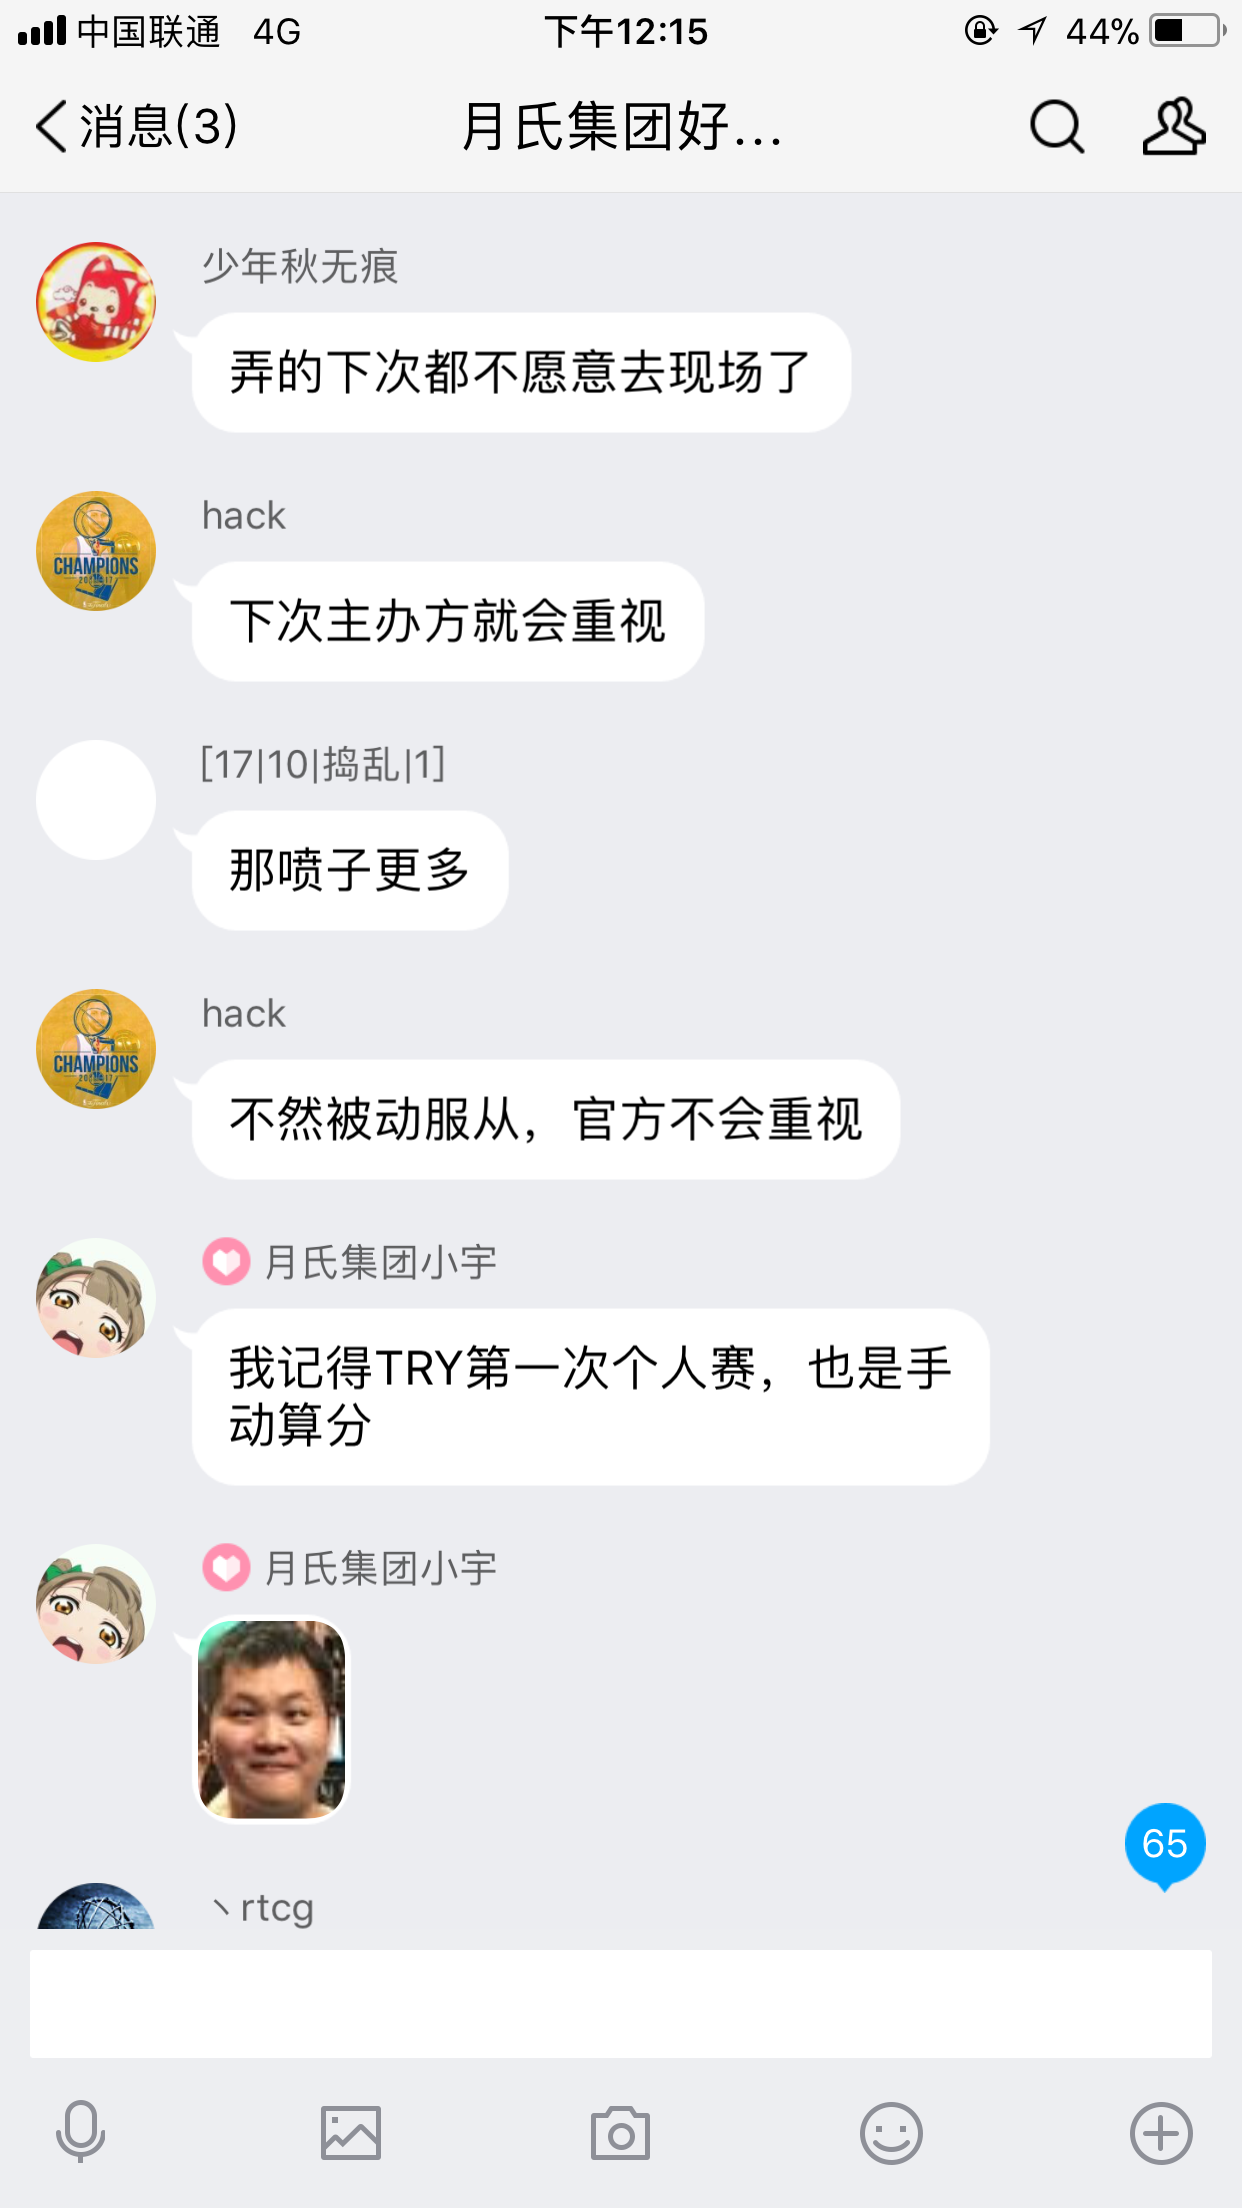 中国联通 4G 下午12:15 44%
消息(3) 月氏集团好...
少年秋无痕
弄的下次都不愿意去现场了
hack
CHAMPIONS
下次主办方就会重视
[17|10|捣乱|1]
那喷子更多
hack
CHAMPIONS
不然被动服从，官方不会重视
月氏集团小宇
我记得TRY第一次个人赛，也是手
动算分
月氏集团小宇
65
丶rtcg